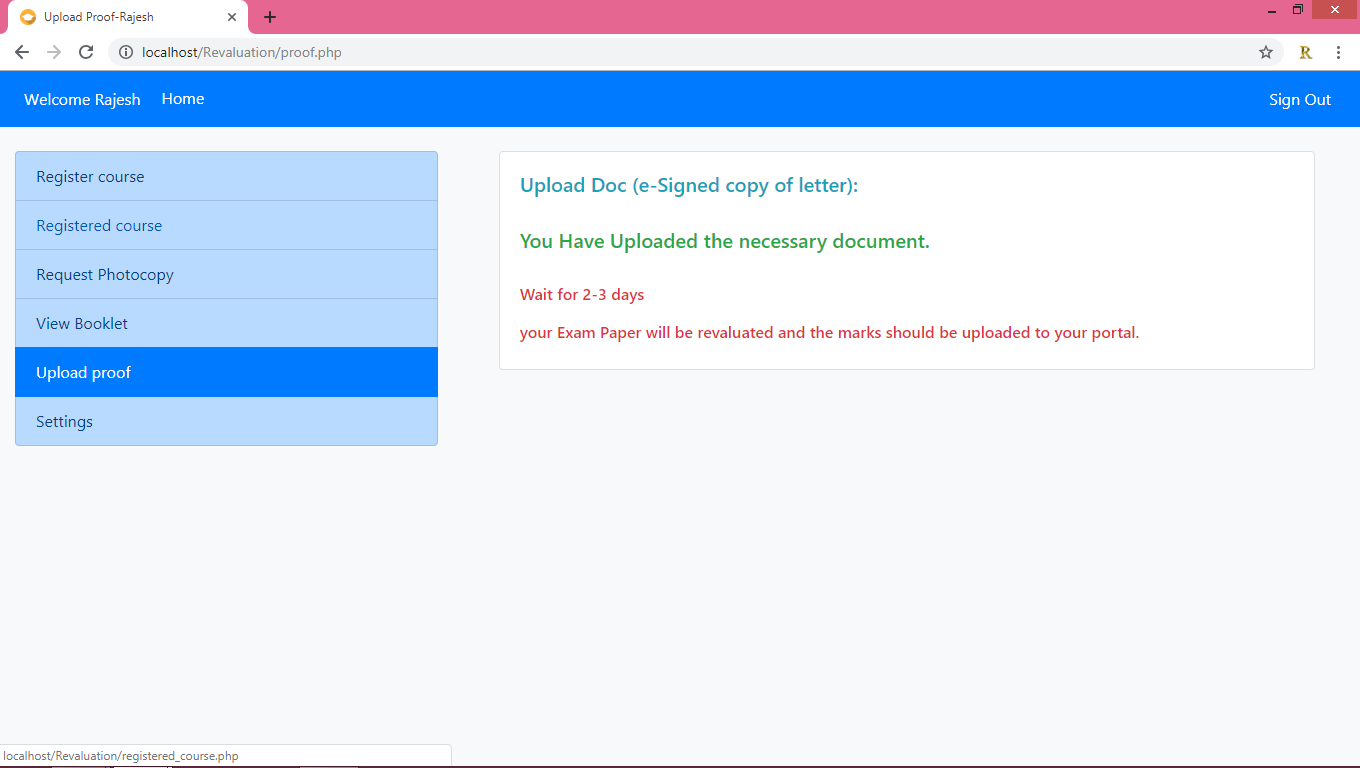 Upload Proof-Rajesh
localhost/Revaluation/proof.php
R
Welcome Rajesh Home Sign Out
Register course
Registered course
Request Photocopy
View Booklet
Upload proof
Settings
Upload Doc (e-Signed copy of letter):
You Have Uploaded the necessary document.
Wait for 2-3 days
your Exam Paper will be revaluated and the marks should be uploaded to your portal.
localhost/Revaluation/registered_course.php